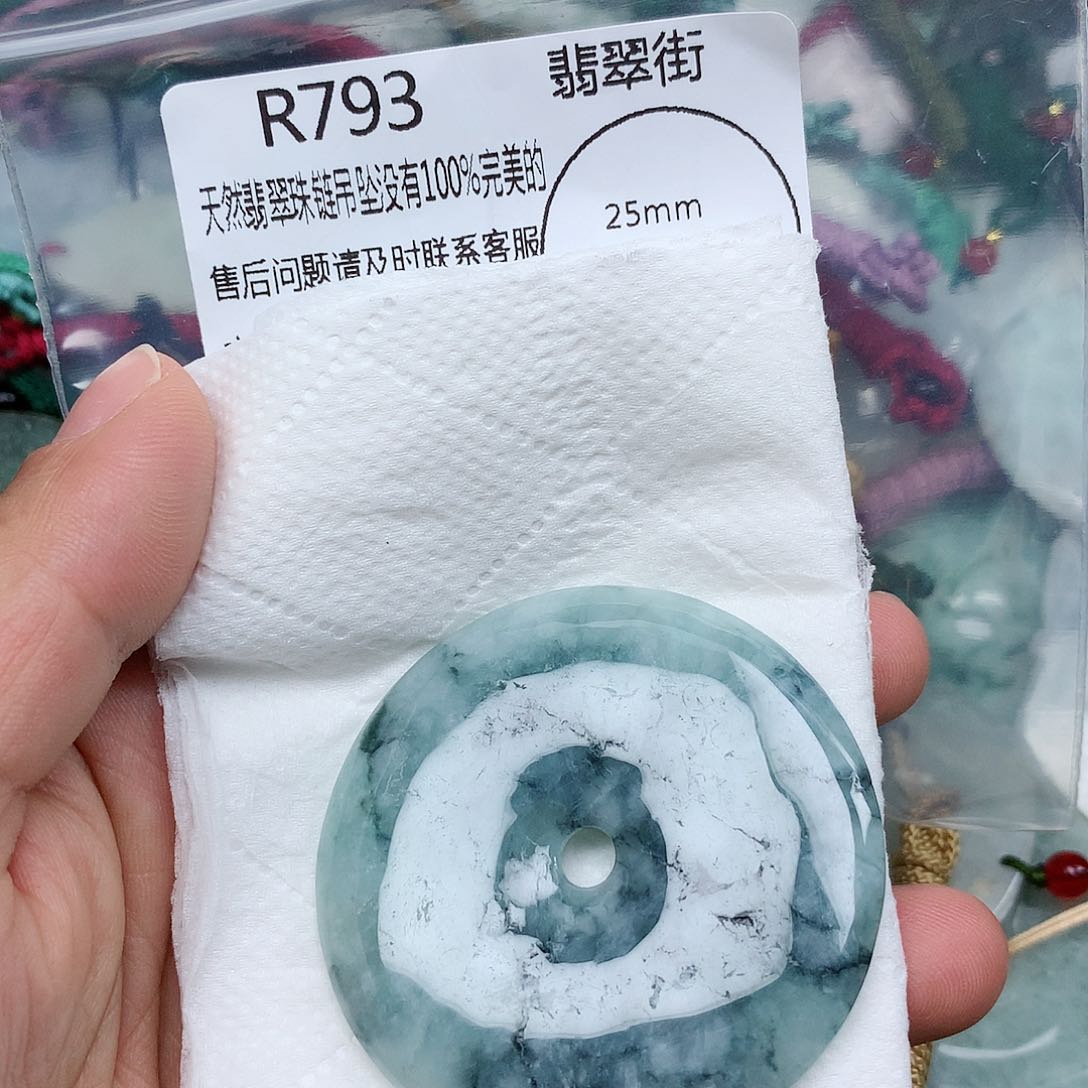 R793
翡翠街
天然翡翠珠链吊坠没有100%完美的
25mm
售后问题请及时联系客服